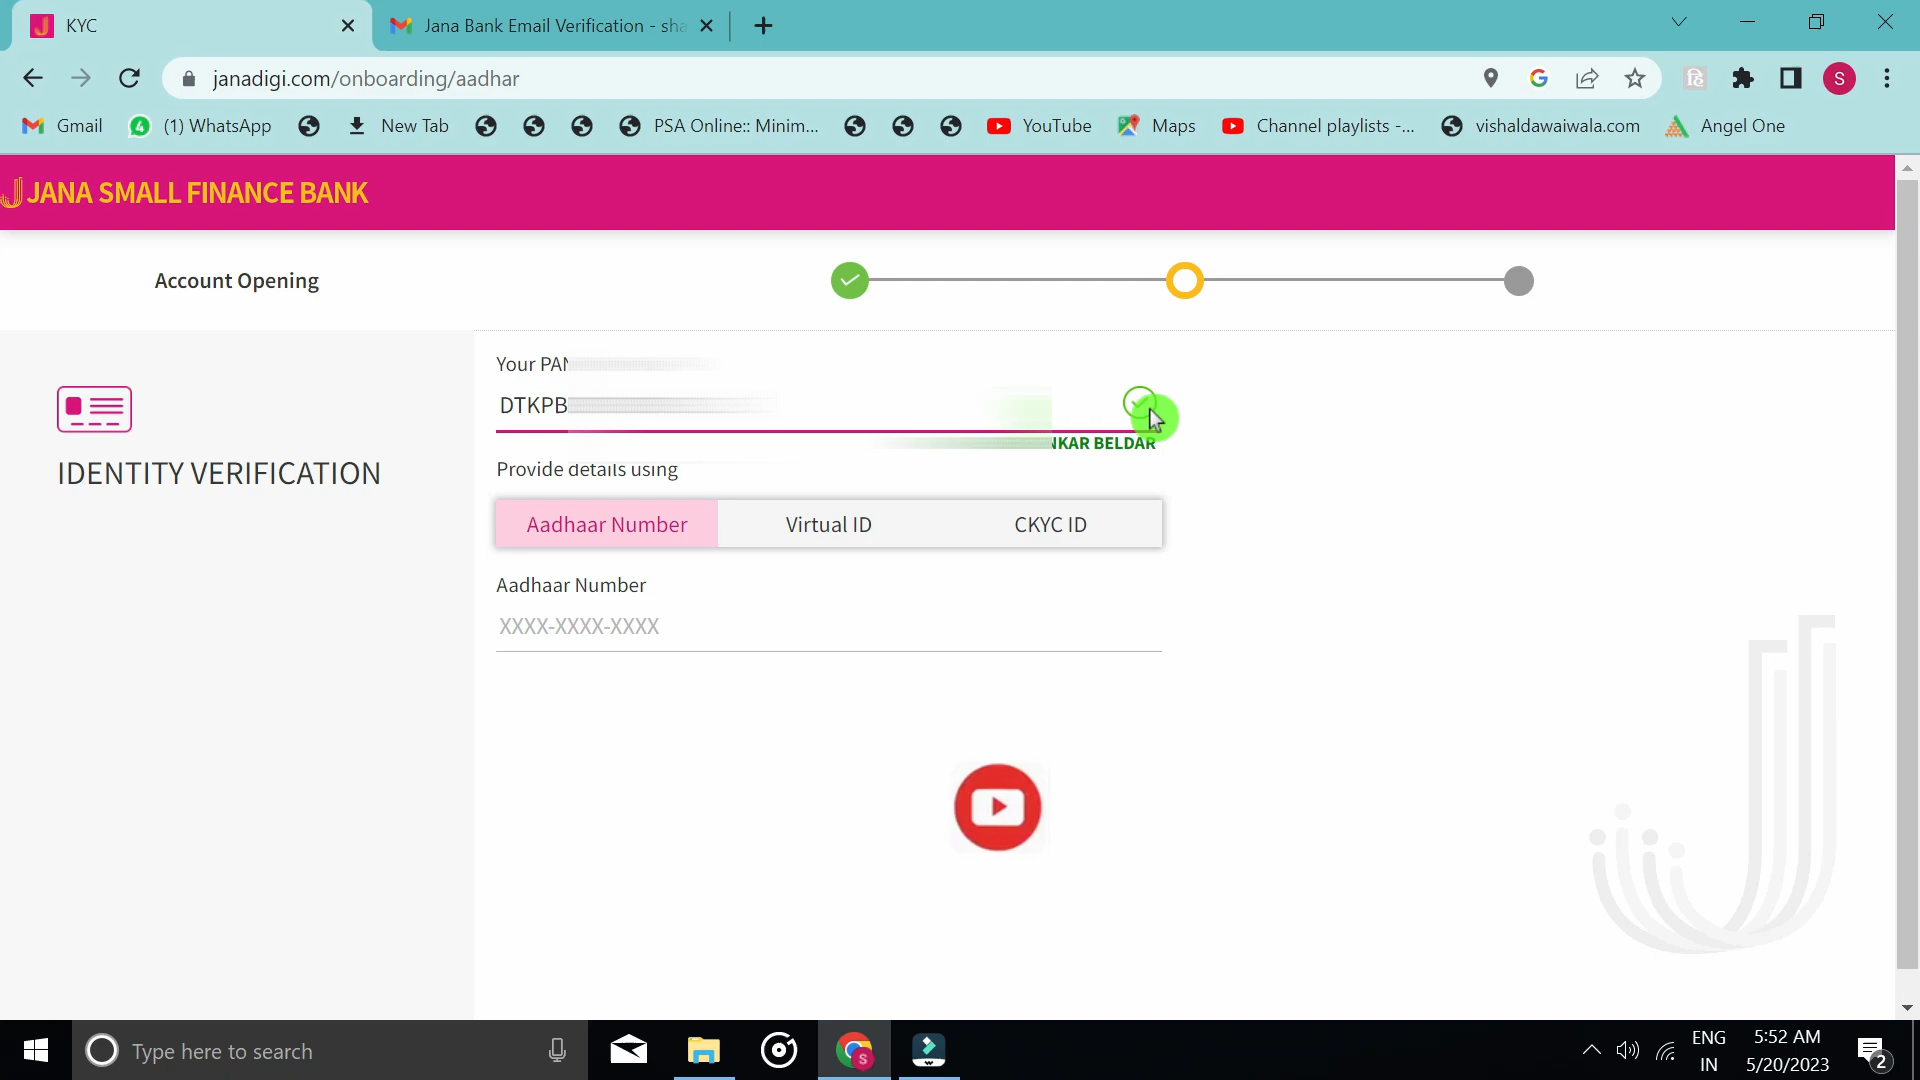 KYC
Jana Bank Email Verification - sha
janadigi.com/onboarding/aadhar
हि
S
Gmail
4
(1) WhatsApp
New Tab
PSA Online:: Minim...
YouTube
Maps
Channel playlists -...
vishaldawaiwala.com
Angel One
JANA SMALL FINANCE BANK
Account Opening
Your PAN
DTKPB
NKAR BELDAR
IDENTITY VERIFICATION
Provide details using
Aadhaar Number
Virtual ID
CKYC ID
Aadhaar Number
XXXX-XXXX-XXXX
Type here to search
S
ENG
IN
5:52 AM
5/20/2023
2